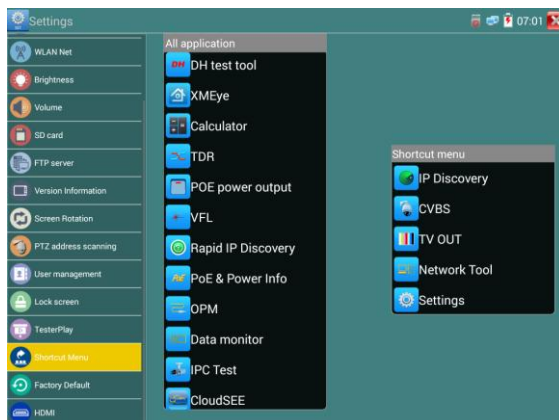 Settings
07:01
WLAN Net
Brightness
Volume
SD card
FTP server
Version Information
Screen Rotation
PTZ address scanning
User management
Lock screen
TesterPlay
Shortcut Menu
Factory Default
HDMI
All application
DH DH test tool
XMEye
Calculator
TDR
POE power output
VFL
Rapid IP Discovery
PoE & Power Info
OPM
Data monitor
IPC Test
CloudSEE
Shortcut menu
IP Discovery
CVBS
TV OUT
Network Tool
Settings